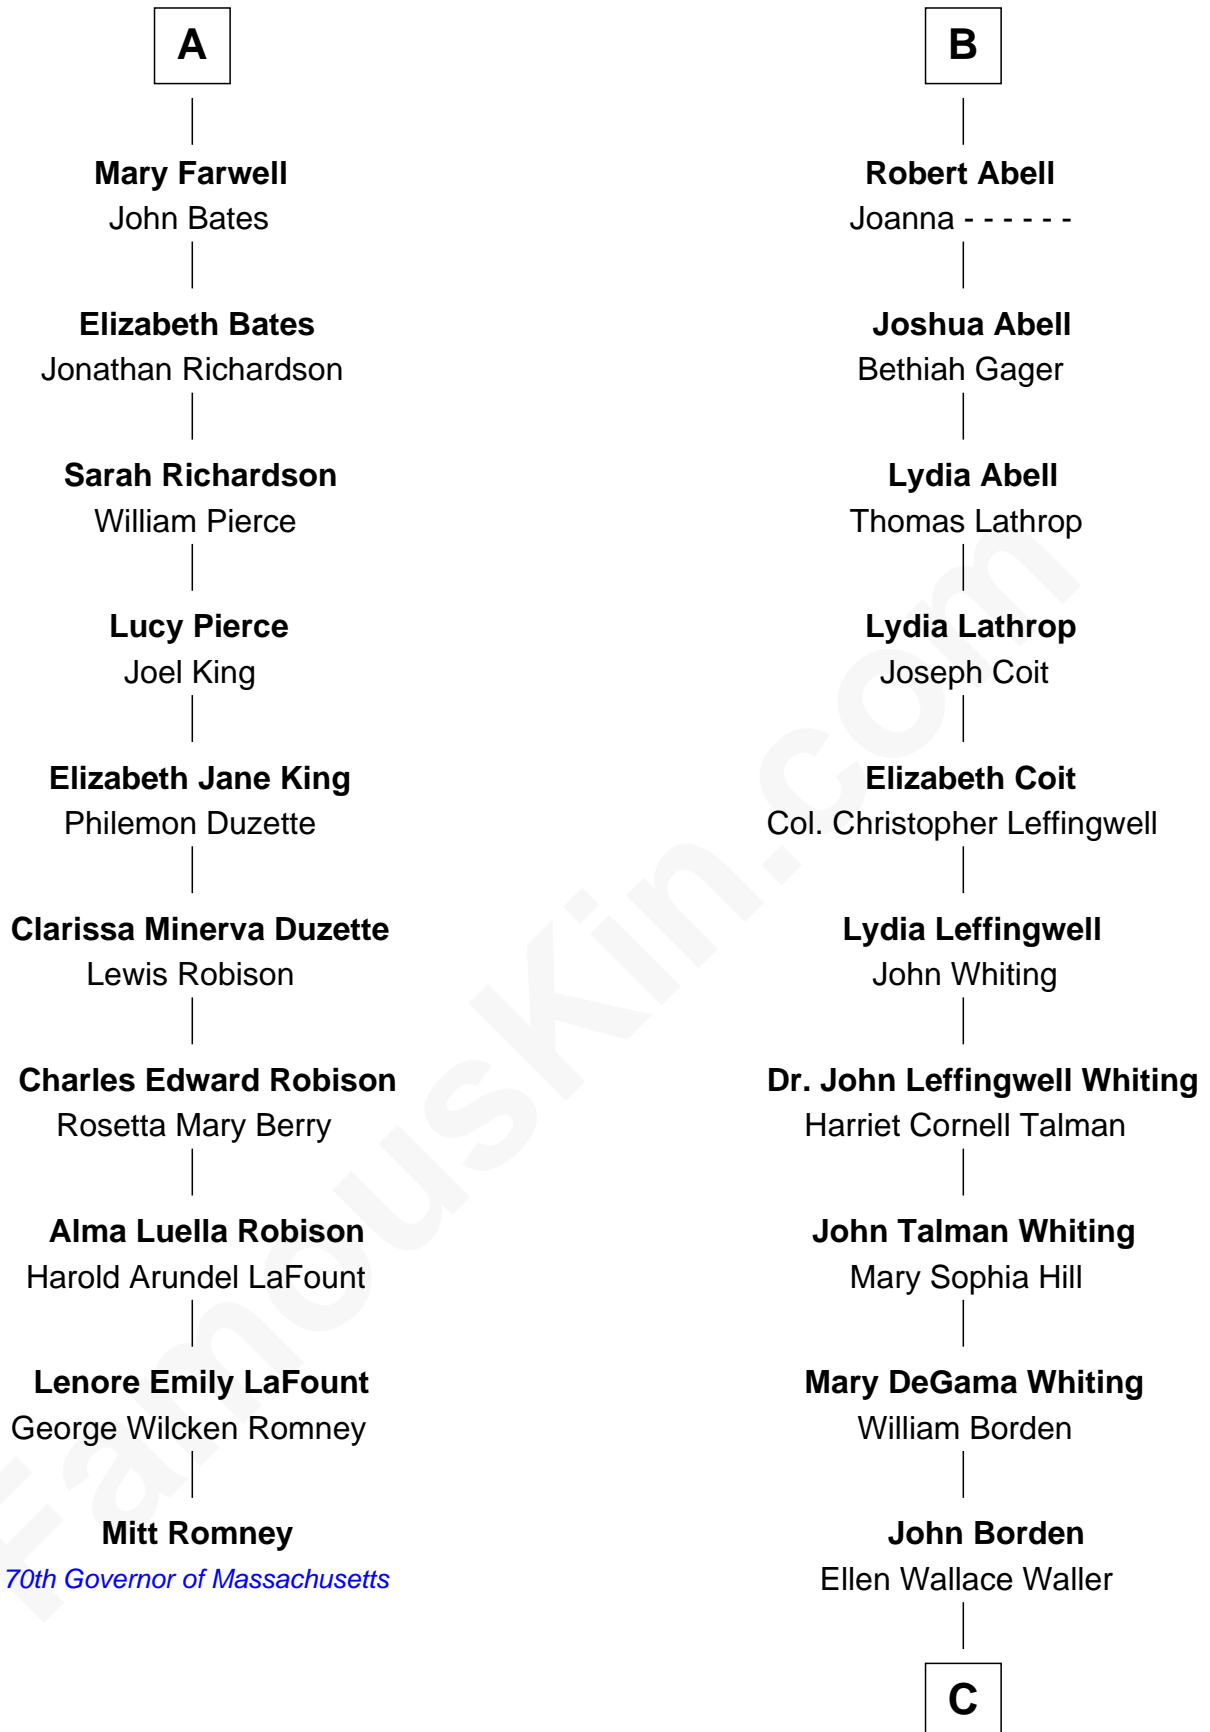 A
Mary Farwell
John Bates
Elizabeth Bates
Jonathan Richardson
Sarah Richardson
William Pierce
Lucy Pierce
Joel King
Elizabeth Jane King
Philemon Duzette
Clarissa Minerva Duzette
Lewis Robison
Charles Edward Robison
Rosetta Mary Berry
Alma Luella Robison
Harold Arundel LaFount
Lenore Emily LaFount
George Wilcken Romney
Mitt Romney
70th Governor of Massachusetts
B
Robert Abell
Joanna - - - - - -
Joshua Abell
Bethiah Gager
Lydia Abell
Thomas Lathrop
Lydia Lathrop
Joseph Coit
Elizabeth Coit
Col. Christopher Leffingwell
Lydia Leffingwell
John Whiting
Dr. John Leffingwell Whiting
Harriet Cornell Talman
John Talman Whiting
Mary Sophia Hill
Mary DeGama Whiting
William Borden
John Borden
Ellen Wallace Waller
C
FamousKin.com